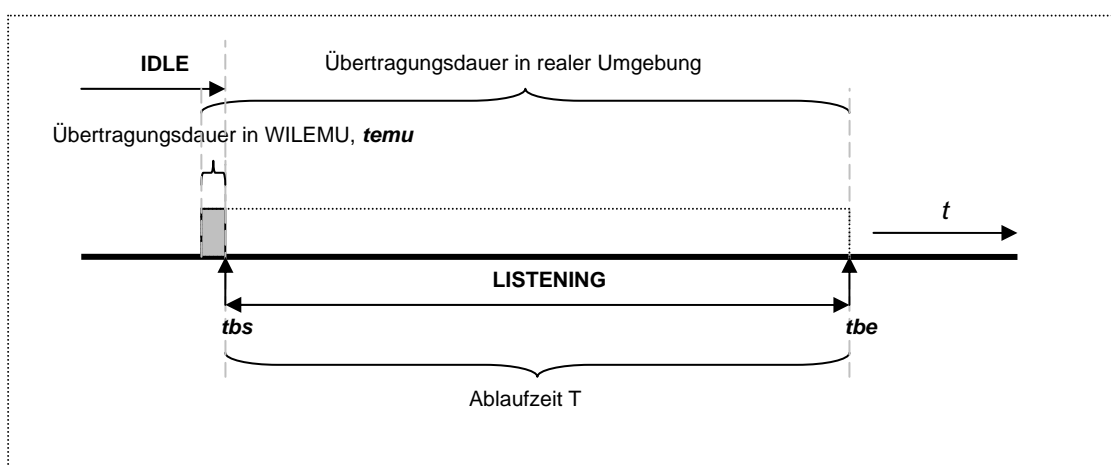 IDLE
Übertragungsdauer in realer Umgebung
Übertragungsdauer in WILEMU, temu
t
LISTENING
tbs
tbe
Ablaufzeit T